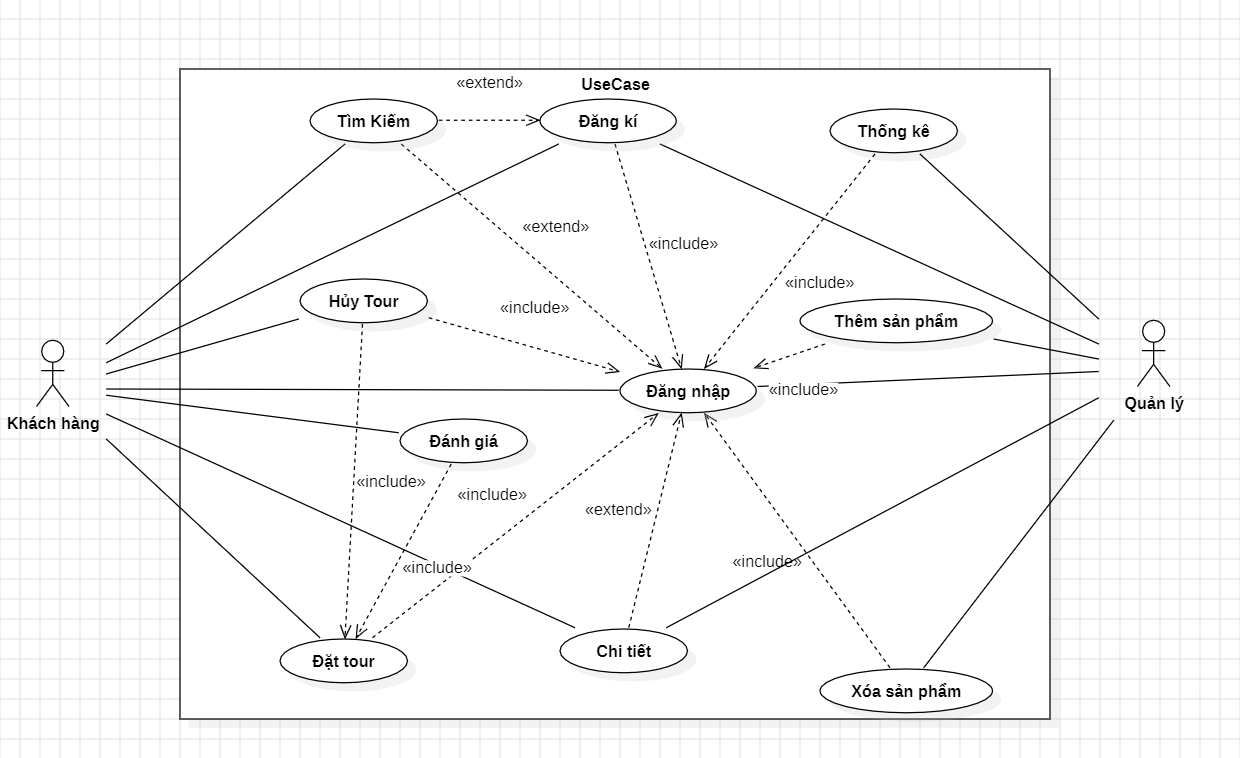 «extend»
UseCase
Tìm Kiếm
Đăng kí
Thống kê
«extend»
«include»
«include»
Hủy Tour
«include»
Thêm sản phẩm
Đăng nhập
«include»
Quản lý
Khách hàng
Đánh giá
«include»
«include»
«extend»
«include»
«include»
Đặt tour
Chi tiết
Xóa sản phẩm